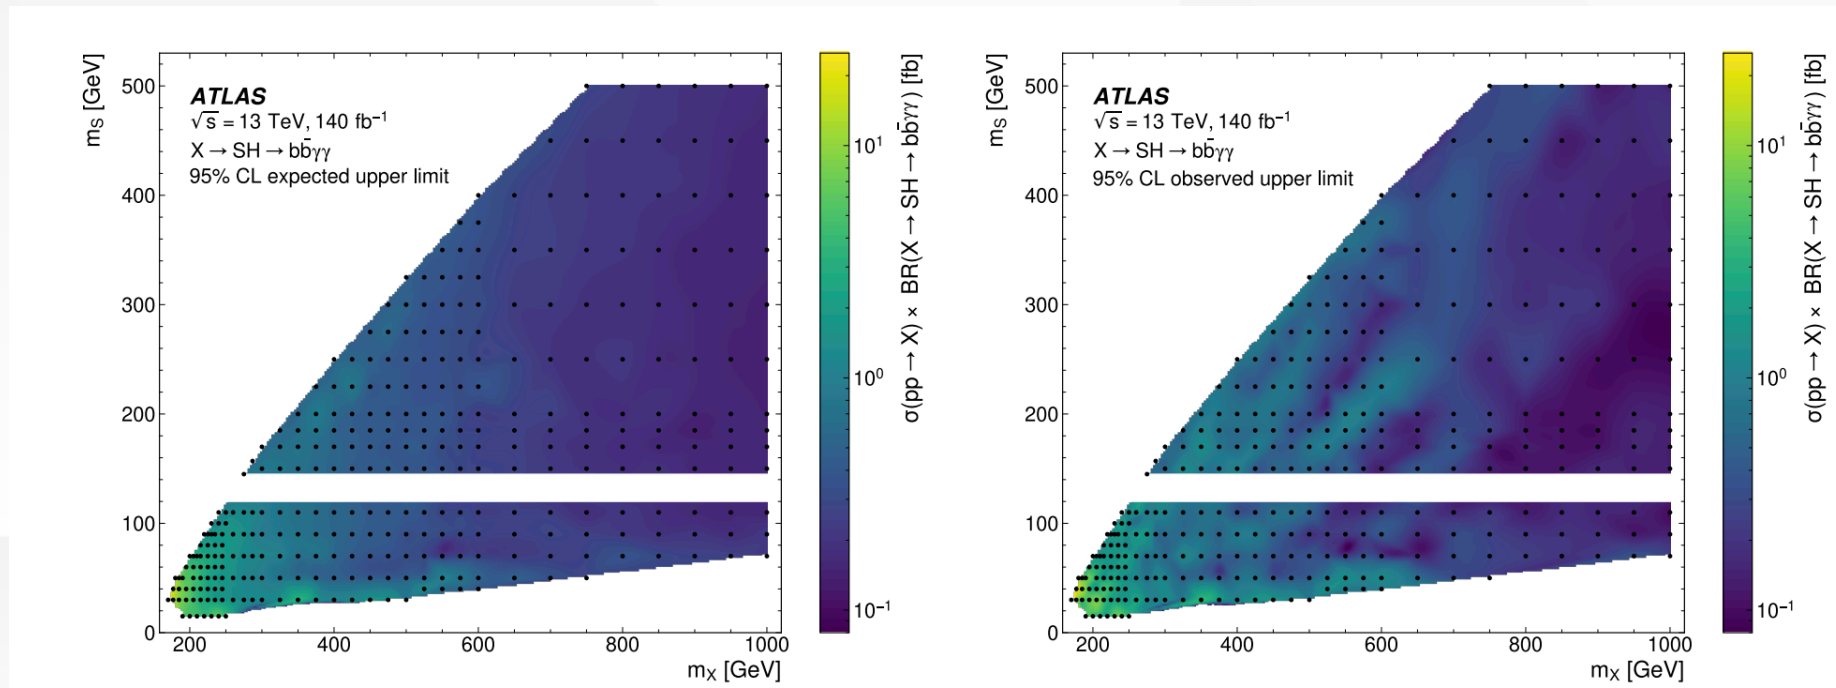 ATLAS
√s = 13 TeV, 140 fb⁻¹
X → SH → bb̄γγ
95% CL expected upper limit
m_S [GeV]
500
400
300
200
100
0
200
400
600
800
1000
m_X [GeV]
10¹
10⁰
10⁻¹
σ(pp → X) × BR(X → SH → bb̄γγ) [fb]
ATLAS
√s = 13 TeV, 140 fb⁻¹
X → SH → bb̄γγ
95% CL observed upper limit
m_S [GeV]
500
400
300
200
100
0
200
400
600
800
1000
m_X [GeV]
10¹
10⁰
10⁻¹
σ(pp → X) × BR(X → SH → bb̄γγ) [fb]